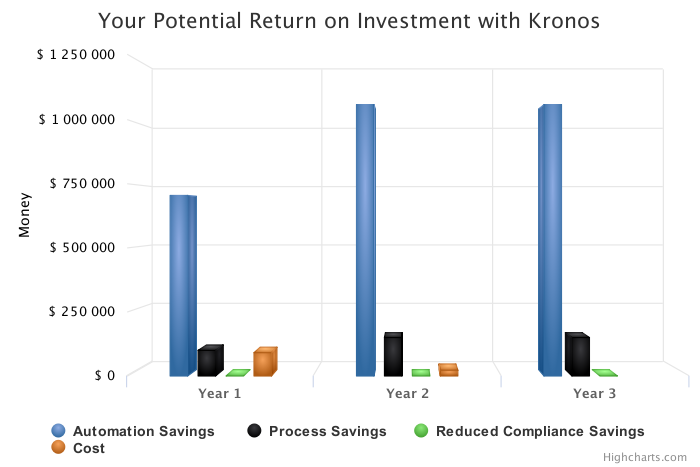 Your Potential Return on Investment with Kronos
$ 1 250 000
$ 1 000 000
$ 750 000
$ 500 000
$ 250 000
$ 0
Money
Year 1
Year 2
Year 3
Automation Savings
Process Savings
Reduced Compliance Savings
Cost
Highcharts.com